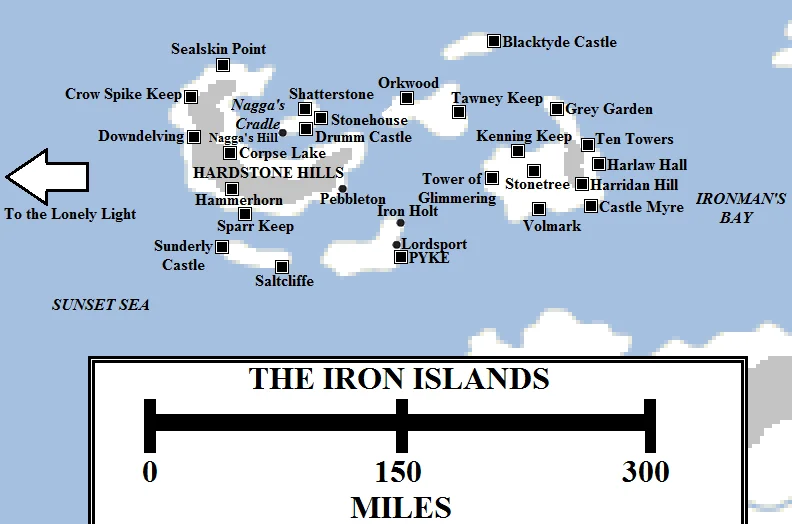 Blacktyde Castle
Sealskin Point
Orkwood
Crow Spike Keep
Nagga's
Cradle
Shatterstone
Tawney Keep
Grey Garden
Stonehouse
Downdelving
Nagga's Hill
Drumm Castle
Kenning Keep
Ten Towers
Corpse Lake
Harlaw Hall
HARDSTONE HILLS
Tower of
Glimmering
Stonetree
Harridan Hill
Hammerhorn
Pebbleton
IRONMAN'S
BAY
To the Lonely Light
Iron Holt
Castle Myre
Sparr Keep
Volmark
Sunderly
Castle
Lordsport
PYKE
Saltcliffe
SUNSET SEA
THE IRON ISLANDS
0 150 300
MILES